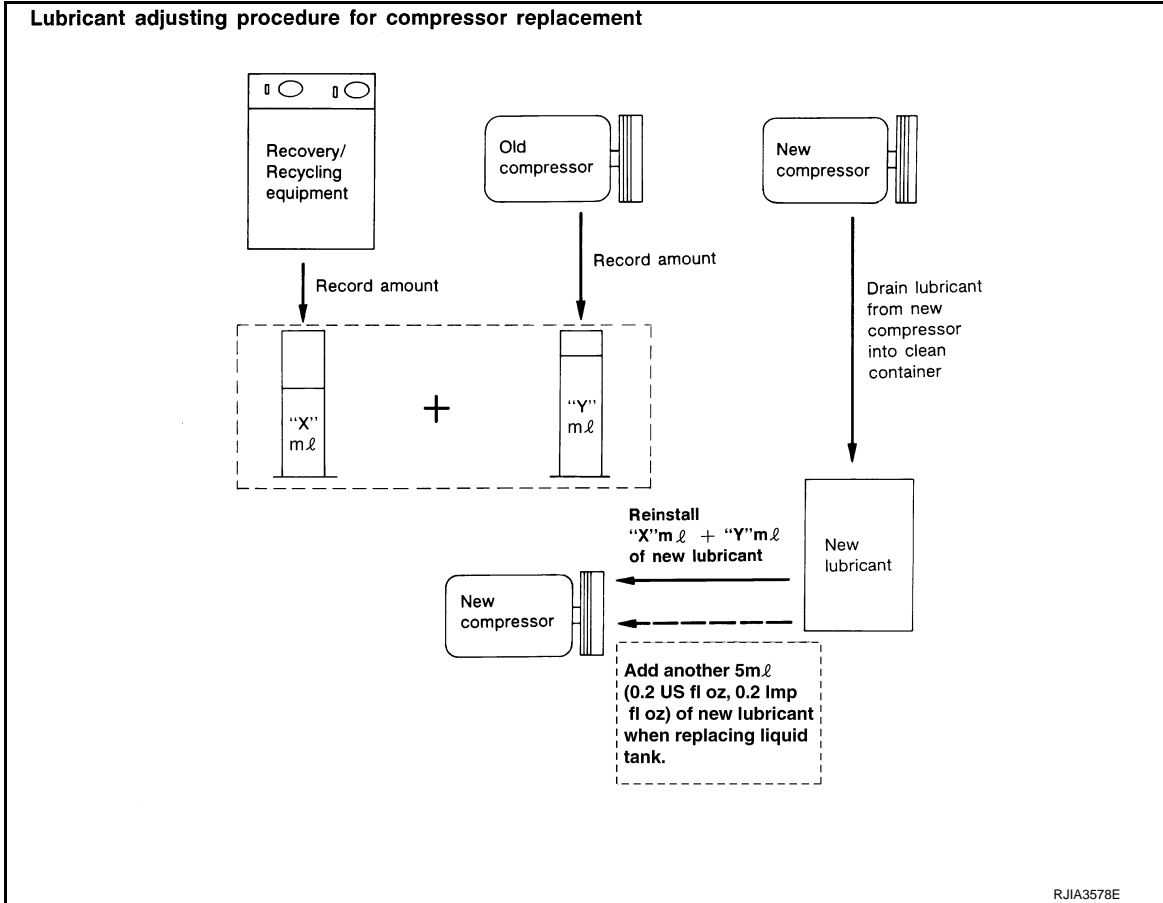 Lubricant adjusting procedure for compressor replacement
Recovery/
Recycling
equipment
Old
compressor
New
compressor
Record amount
Record amount
Drain lubricant
from new
compressor
into clean
container
“X”
mℓ
+
“Y”
mℓ
Reinstall
“X”mℓ + “Y”mℓ
of new lubricant
New
lubricant
New
compressor
Add another 5mℓ
(0.2 US fl oz, 0.2 Imp
fl oz) of new lubricant
when replacing liquid
tank.
RJIA3578E